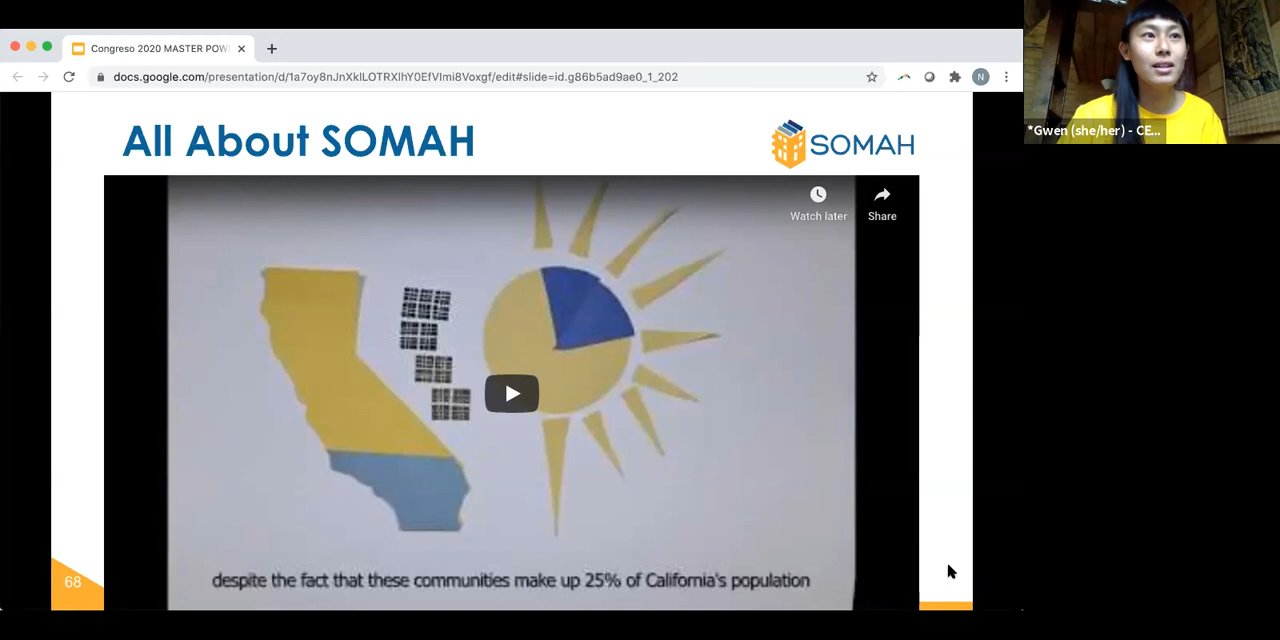 Congreso 2020 MASTER POW
docs.google.com/presentation/d/1a7oy8nJnXklLOTRXlhY0EfVImi8Voxgf/edit#slide=id.g86b5ad9ae0_1_202
N
*Gwen (she/her) - CE...
All About SOMAH
SOMAH
Watch later
Share
despite the fact that these communities make up 25% of California's population
68